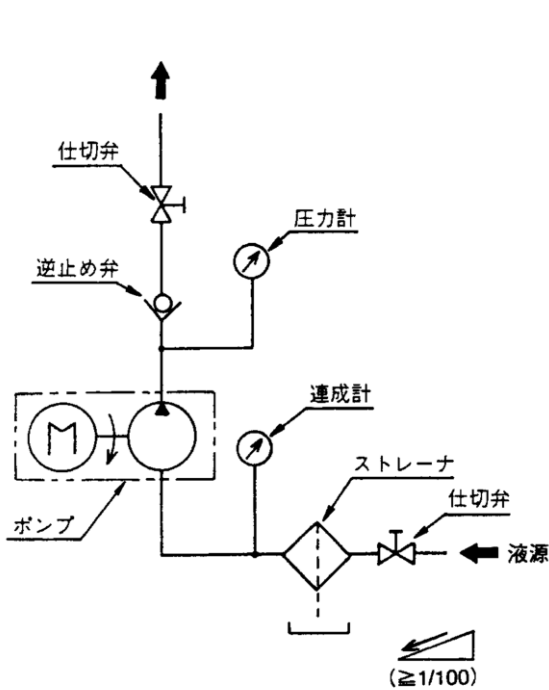 仕切弁
圧力計
逆止め弁
連成計
M
ストレーナ
仕切弁
ポンプ
液源
(≧1/100)